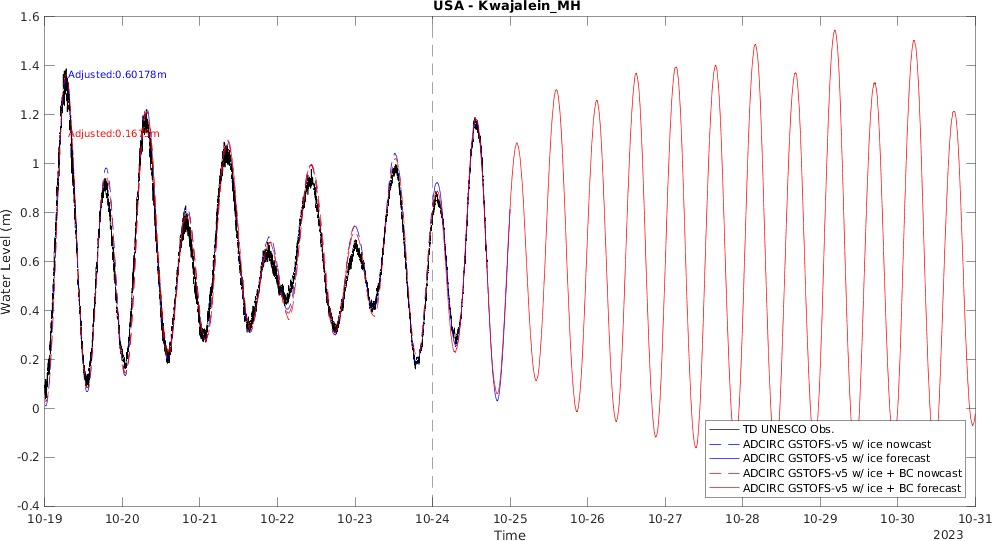 USA - Kwajalein_MH
1.6
1.4
1.2
1
0.8
0.6
0.4
0.2
0
-0.2
-0.4
Water Level (m)
Adjusted:0.60178m
TD UNESCO Obs.
ADCIRC GSTOFS-v5 w/ ice nowcast
ADCIRC GSTOFS-v5 w/ ice forecast
ADCIRC GSTOFS-v5 w/ ice + BC nowcast
ADCIRC GSTOFS-v5 w/ ice + BC forecast
10-19 10-20 10-21 10-22 10-23 10-24 10-25 10-26 10-27 10-28 10-29 10-30 10-31
Time
2023